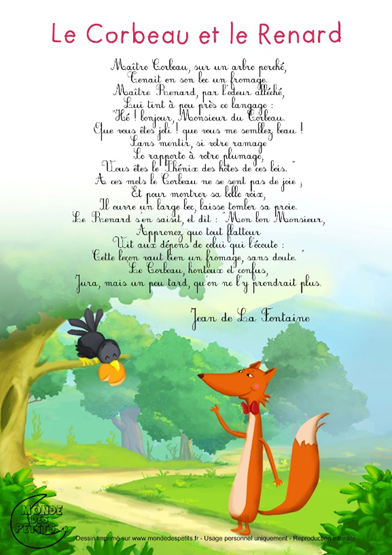 Le Corbeau et le Renard
Maître Corbeau, sur un arbre perché,
Tenait en son bec un fromage.
Maître Renard, par l'odeur alléché,
Lui tint à peu près ce langage :
"Hé ! bonjour, Monsieur du Corbeau.
Que vous êtes joli ! que vous me semblez beau !
Sans mentir, si votre ramage
Se rapporte à votre plumage,
Vous êtes le Phénix des hôtes de ces bois. "
A ces mots le Corbeau ne se sent pas de joie ;
Et pour montrer sa belle voix,
Il ouvre un large bec, laisse tomber sa proie.
Le Renard s'en saisit, et dit : "Mon bon Monsieur,
Apprenez que tout flatteur
Vit aux dépens de celui qui l'écoute :
Cette leçon vaut bien un fromage, sans doute. "
Le Corbeau, honteux et confus,
Jura, mais un peu tard, qu'on ne l'y prendrait plus.
Jean de La Fontaine
MONDE
DES
PETITS
Dessin imprimé sur www.mondedespetits.fr - Usage personnel uniquement - Reproduction interdite